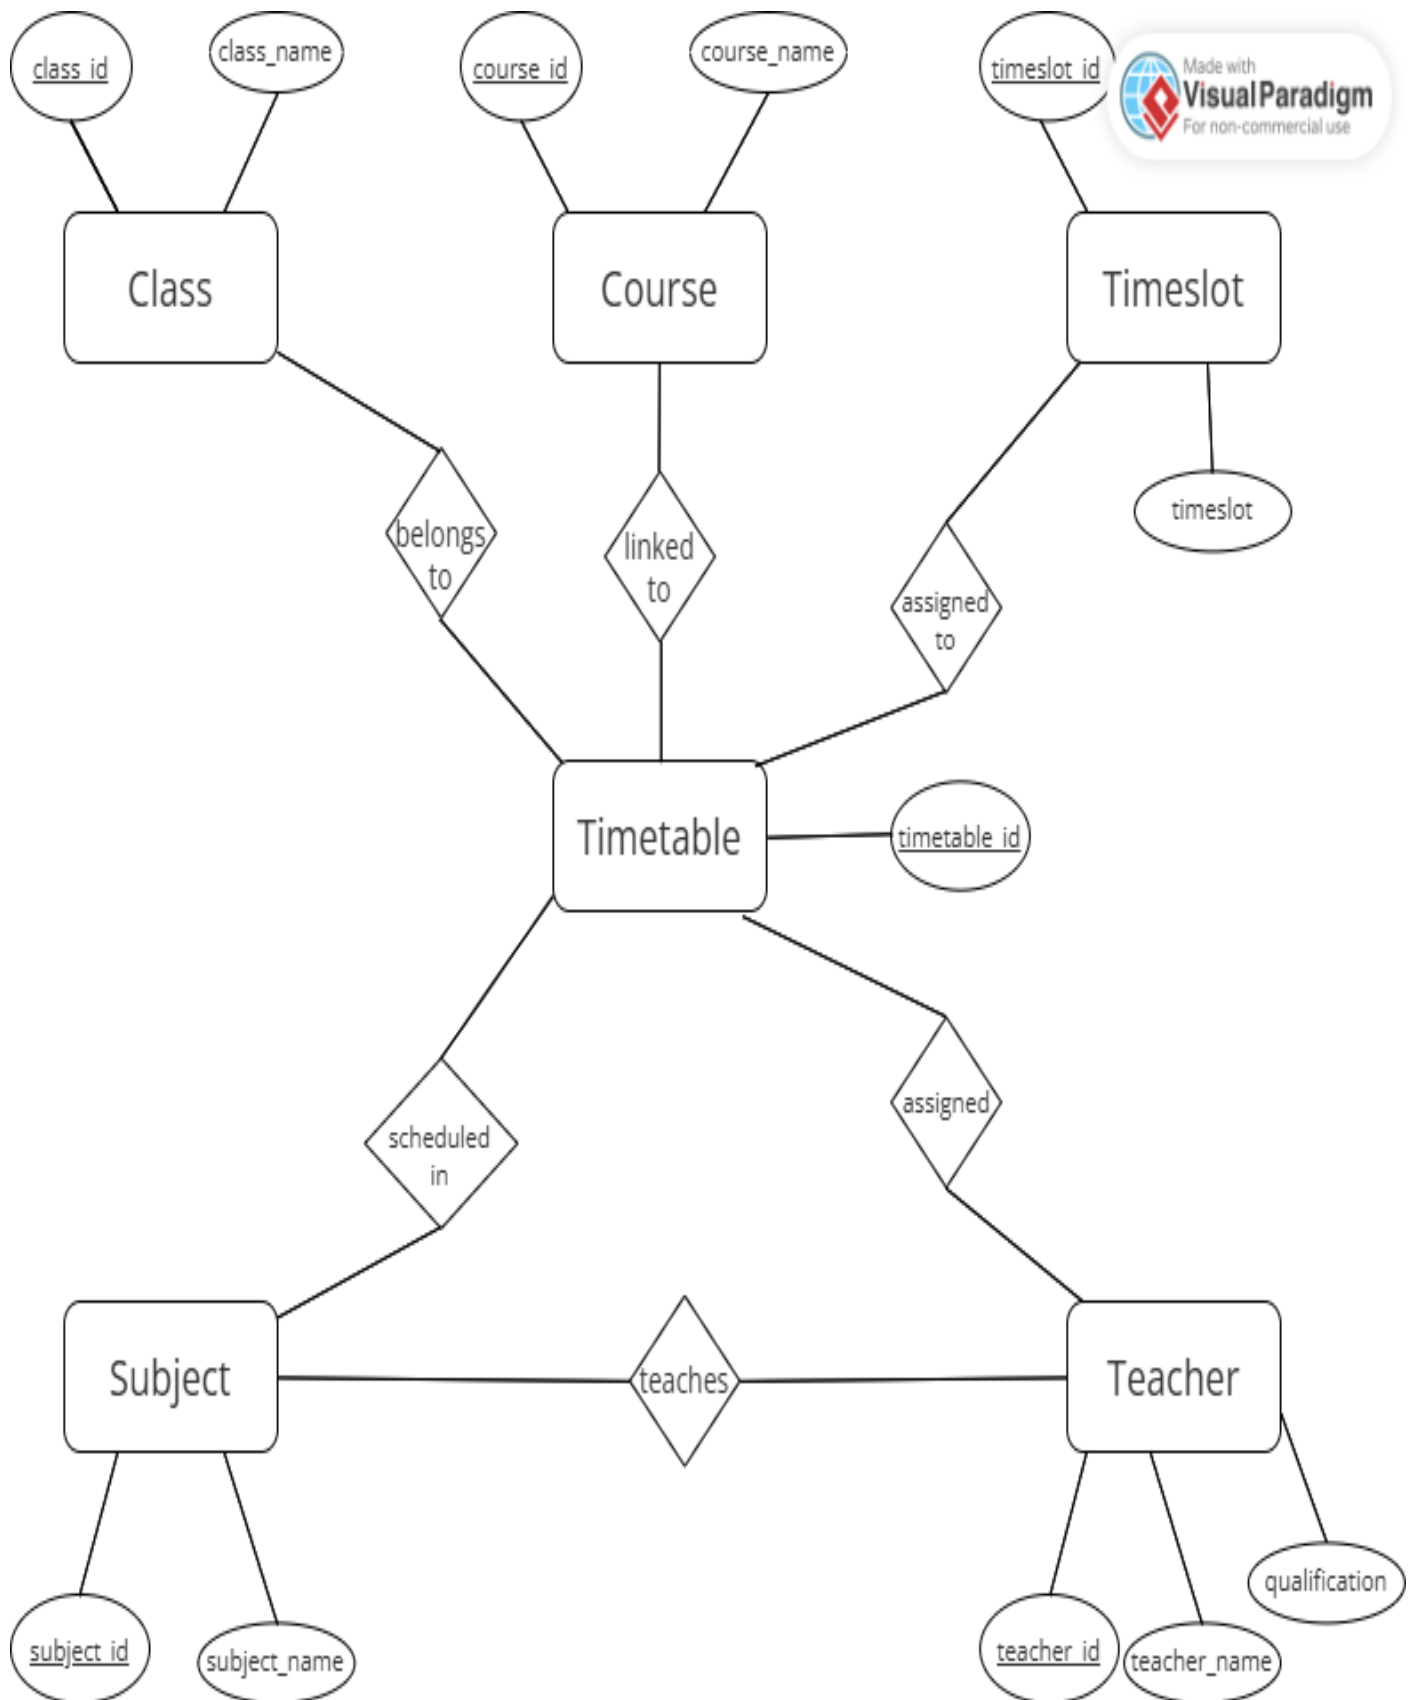 class_id
class_name
course_id
course_name
timeslot_id
Made with
Visual Paradigm
For non-commercial use
Class
Course
Timeslot
timeslot
belongs
to
linked
to
assigned
to
Timetable
timetable_id
scheduled
in
assigned
Subject
teaches
Teacher
qualification
subject_id
subject_name
teacher_id
teacher_name